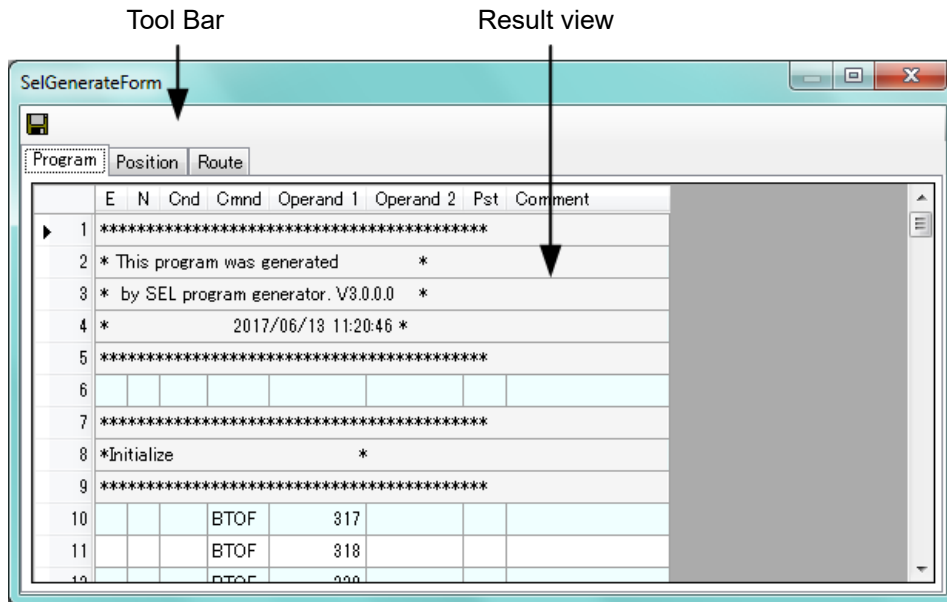 Tool Bar Result view
SelGenerateForm
Program Position Route
E N Cnd Cmnd Operand 1 Operand 2 Pst Comment
1 *****************************************
2 * This program was generated *
3 * by SEL program generator. V3.0.0.0 *
4 * 2017/06/13 11:20:46 *
5 *****************************************
6
7 *****************************************
8 *Initialize *
9 *****************************************
10 BTOF 317
11 BTOF 318
12 BTOF